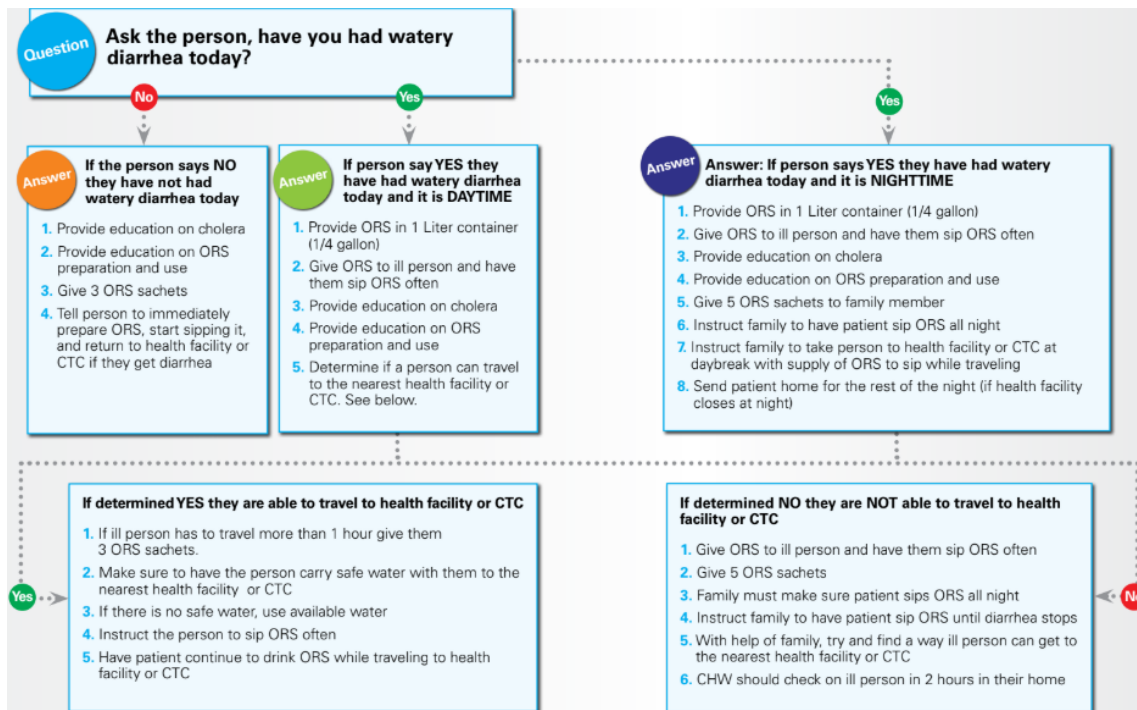 Question
Ask the person, have you had watery
diarrhea today?
No
Yes
Yes
Answer
If the person says NO
they have not had
watery diarrhea today
1. Provide education on cholera
2. Provide education on ORS
preparation and use
3. Give 3 ORS sachets
4. Tell person to immediately
prepare ORS, start sipping it,
and return to health facility or
CTC if they get diarrhea
Answer
If person say YES they
have had watery diarrhea
today and it is DAYTIME
1. Provide ORS in 1 Liter container
(1/4 gallon)
2. Give ORS to ill person and have
them sip ORS often
3. Provide education on cholera
4. Provide education on ORS
preparation and use
5. Determine if a person can travel
to the nearest health facility or
CTC. See below.
Answer
Answer: If person says YES they have had watery
diarrhea today and it is NIGHTTIME
1. Provide ORS in 1 Liter container (1/4 gallon)
2. Give ORS to ill person and have them sip ORS often
3. Provide education on cholera
4. Provide education on ORS preparation and use
5. Give 5 ORS sachets to family member
6. Instruct family to have patient sip ORS all night
7. Instruct family to take person to health facility or CTC at
daybreak with supply of ORS to sip while traveling
8. Send patient home for the rest of the night (if health facility
closes at night)
Yes
If determined YES they are able to travel to health facility or CTC
1. If ill person has to travel more than 1 hour give them
3 ORS sachets.
2. Make sure to have the person carry safe water with them to the
nearest health facility or CTC
3. If there is no safe water, use available water
4. Instruct the person to sip ORS often
5. Have patient continue to drink ORS while traveling to health
facility or CTC
If determined NO they are NOT able to travel to health
facility or CTC
1. Give ORS to ill person and have them sip ORS often
2. Give 5 ORS sachets
3. Family must make sure patient sips ORS all night
4. Instruct family to have patient sip ORS until diarrhea stops
5. With help of family, try and find a way ill person can get to
the nearest health facility or CTC
6. CHW should check on ill person in 2 hours in their home
No